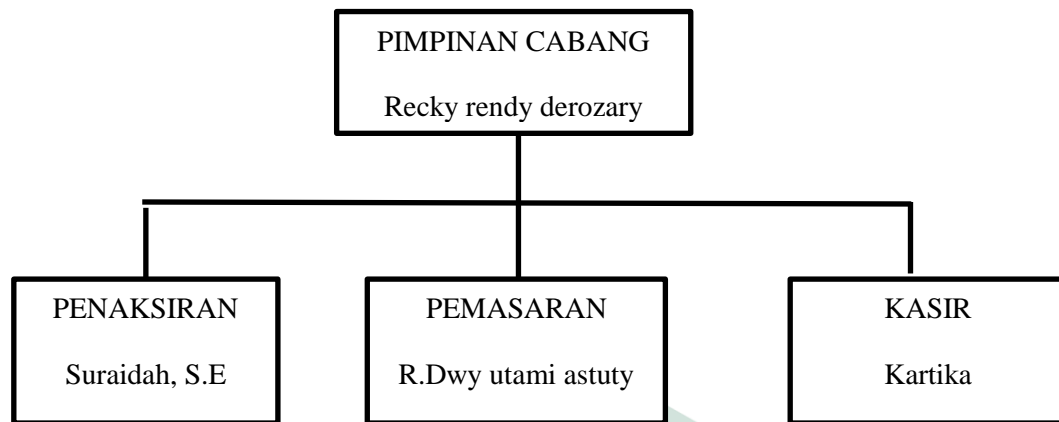 PIMPINAN CABANG
Recky rendy derozary
PENAKSIRAN
Suraidah, S.E
PEMASARAN
R.Dwy utami astuty
KASIR
Kartika